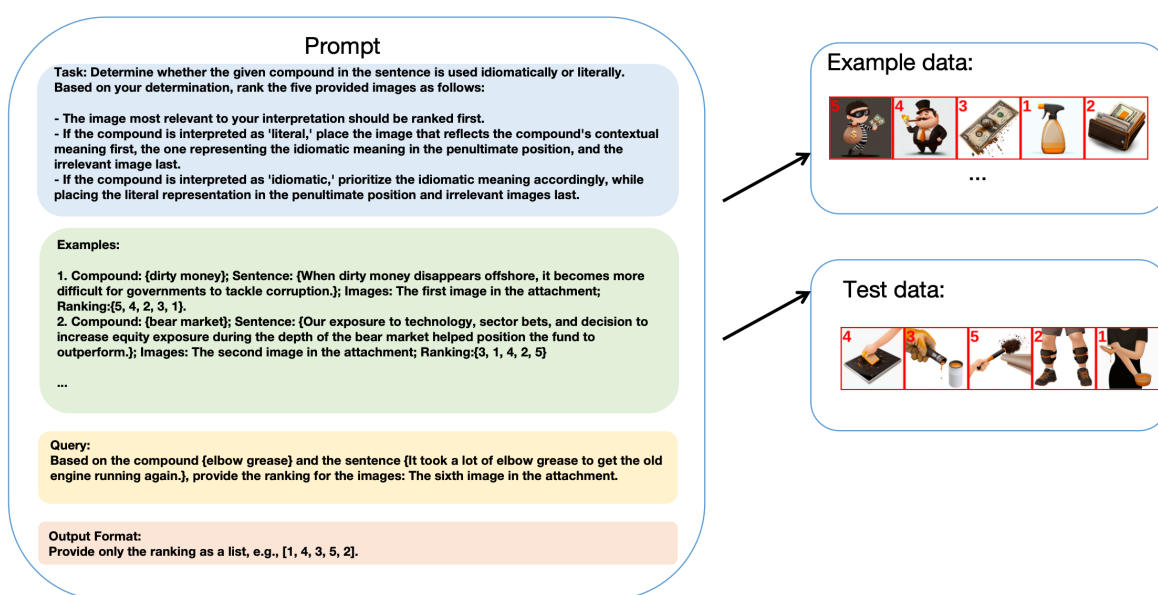 Prompt
Task: Determine whether the given compound in the sentence is used idiomatically or literally.
Based on your determination, rank the five provided images as follows:
- The image most relevant to your interpretation should be ranked first.
- If the compound is interpreted as 'literal,' place the image that reflects the compound's contextual
meaning first, the one representing the idiomatic meaning in the penultimate position, and the
irrelevant image last.
- If the compound is interpreted as 'idiomatic,' prioritize the idiomatic meaning accordingly, while
placing the literal representation in the penultimate position and irrelevant images last.
Examples:
1. Compound: {dirty money}; Sentence: {When dirty money disappears offshore, it becomes more
difficult for governments to tackle corruption.}; Images: The first image in the attachment;
Ranking:{5, 4, 2, 3, 1}.
2. Compound: {bear market}; Sentence: {Our exposure to technology, sector bets, and decision to
increase equity exposure during the depth of the bear market helped position the fund to
outperform.}; Images: The second image in the attachment; Ranking:{3, 1, 4, 2, 5}
...
Query:
Based on the compound {elbow grease} and the sentence {It took a lot of elbow grease to get the old
engine running again.}, provide the ranking for the images: The sixth image in the attachment.
Output Format:
Provide only the ranking as a list, e.g., [1, 4, 3, 5, 2].
Example data:
5 4 3 1 2
...
Test data:
4 3 5 2 1